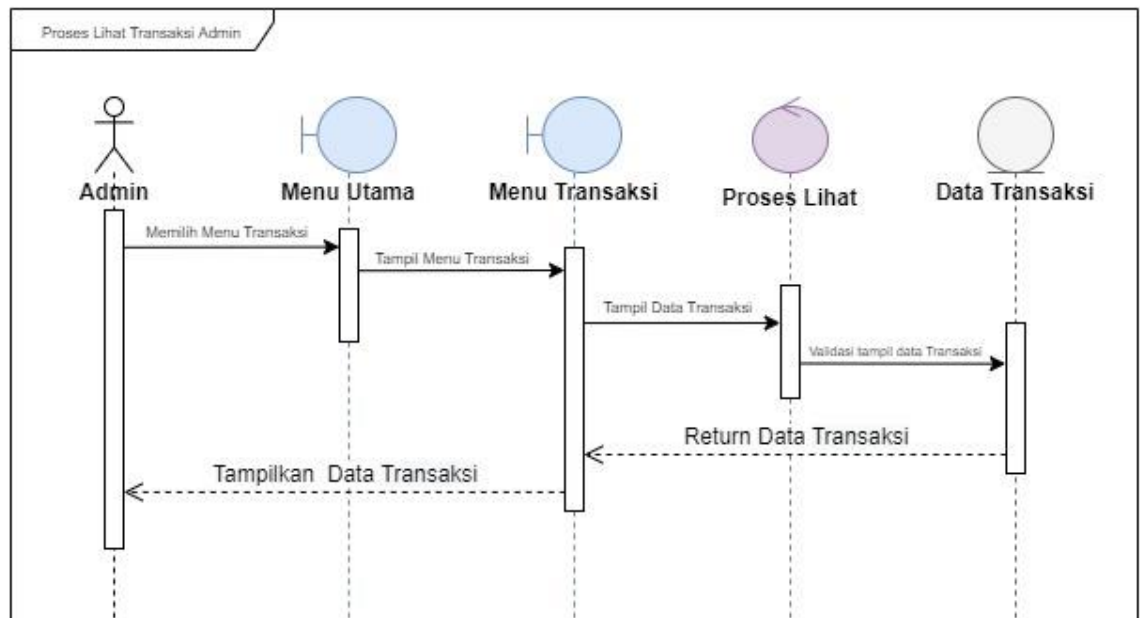 Proses Lihat Transaksi Admin
Admin
Menu Utama
Menu Transaksi
Proses Lihat
Data Transaksi
Memilih Menu Transaksi
Tampil Menu Transaksi
Tampil Data Transaksi
Validasi tampil data Transaksi
Return Data Transaksi
Tampilkan Data Transaksi